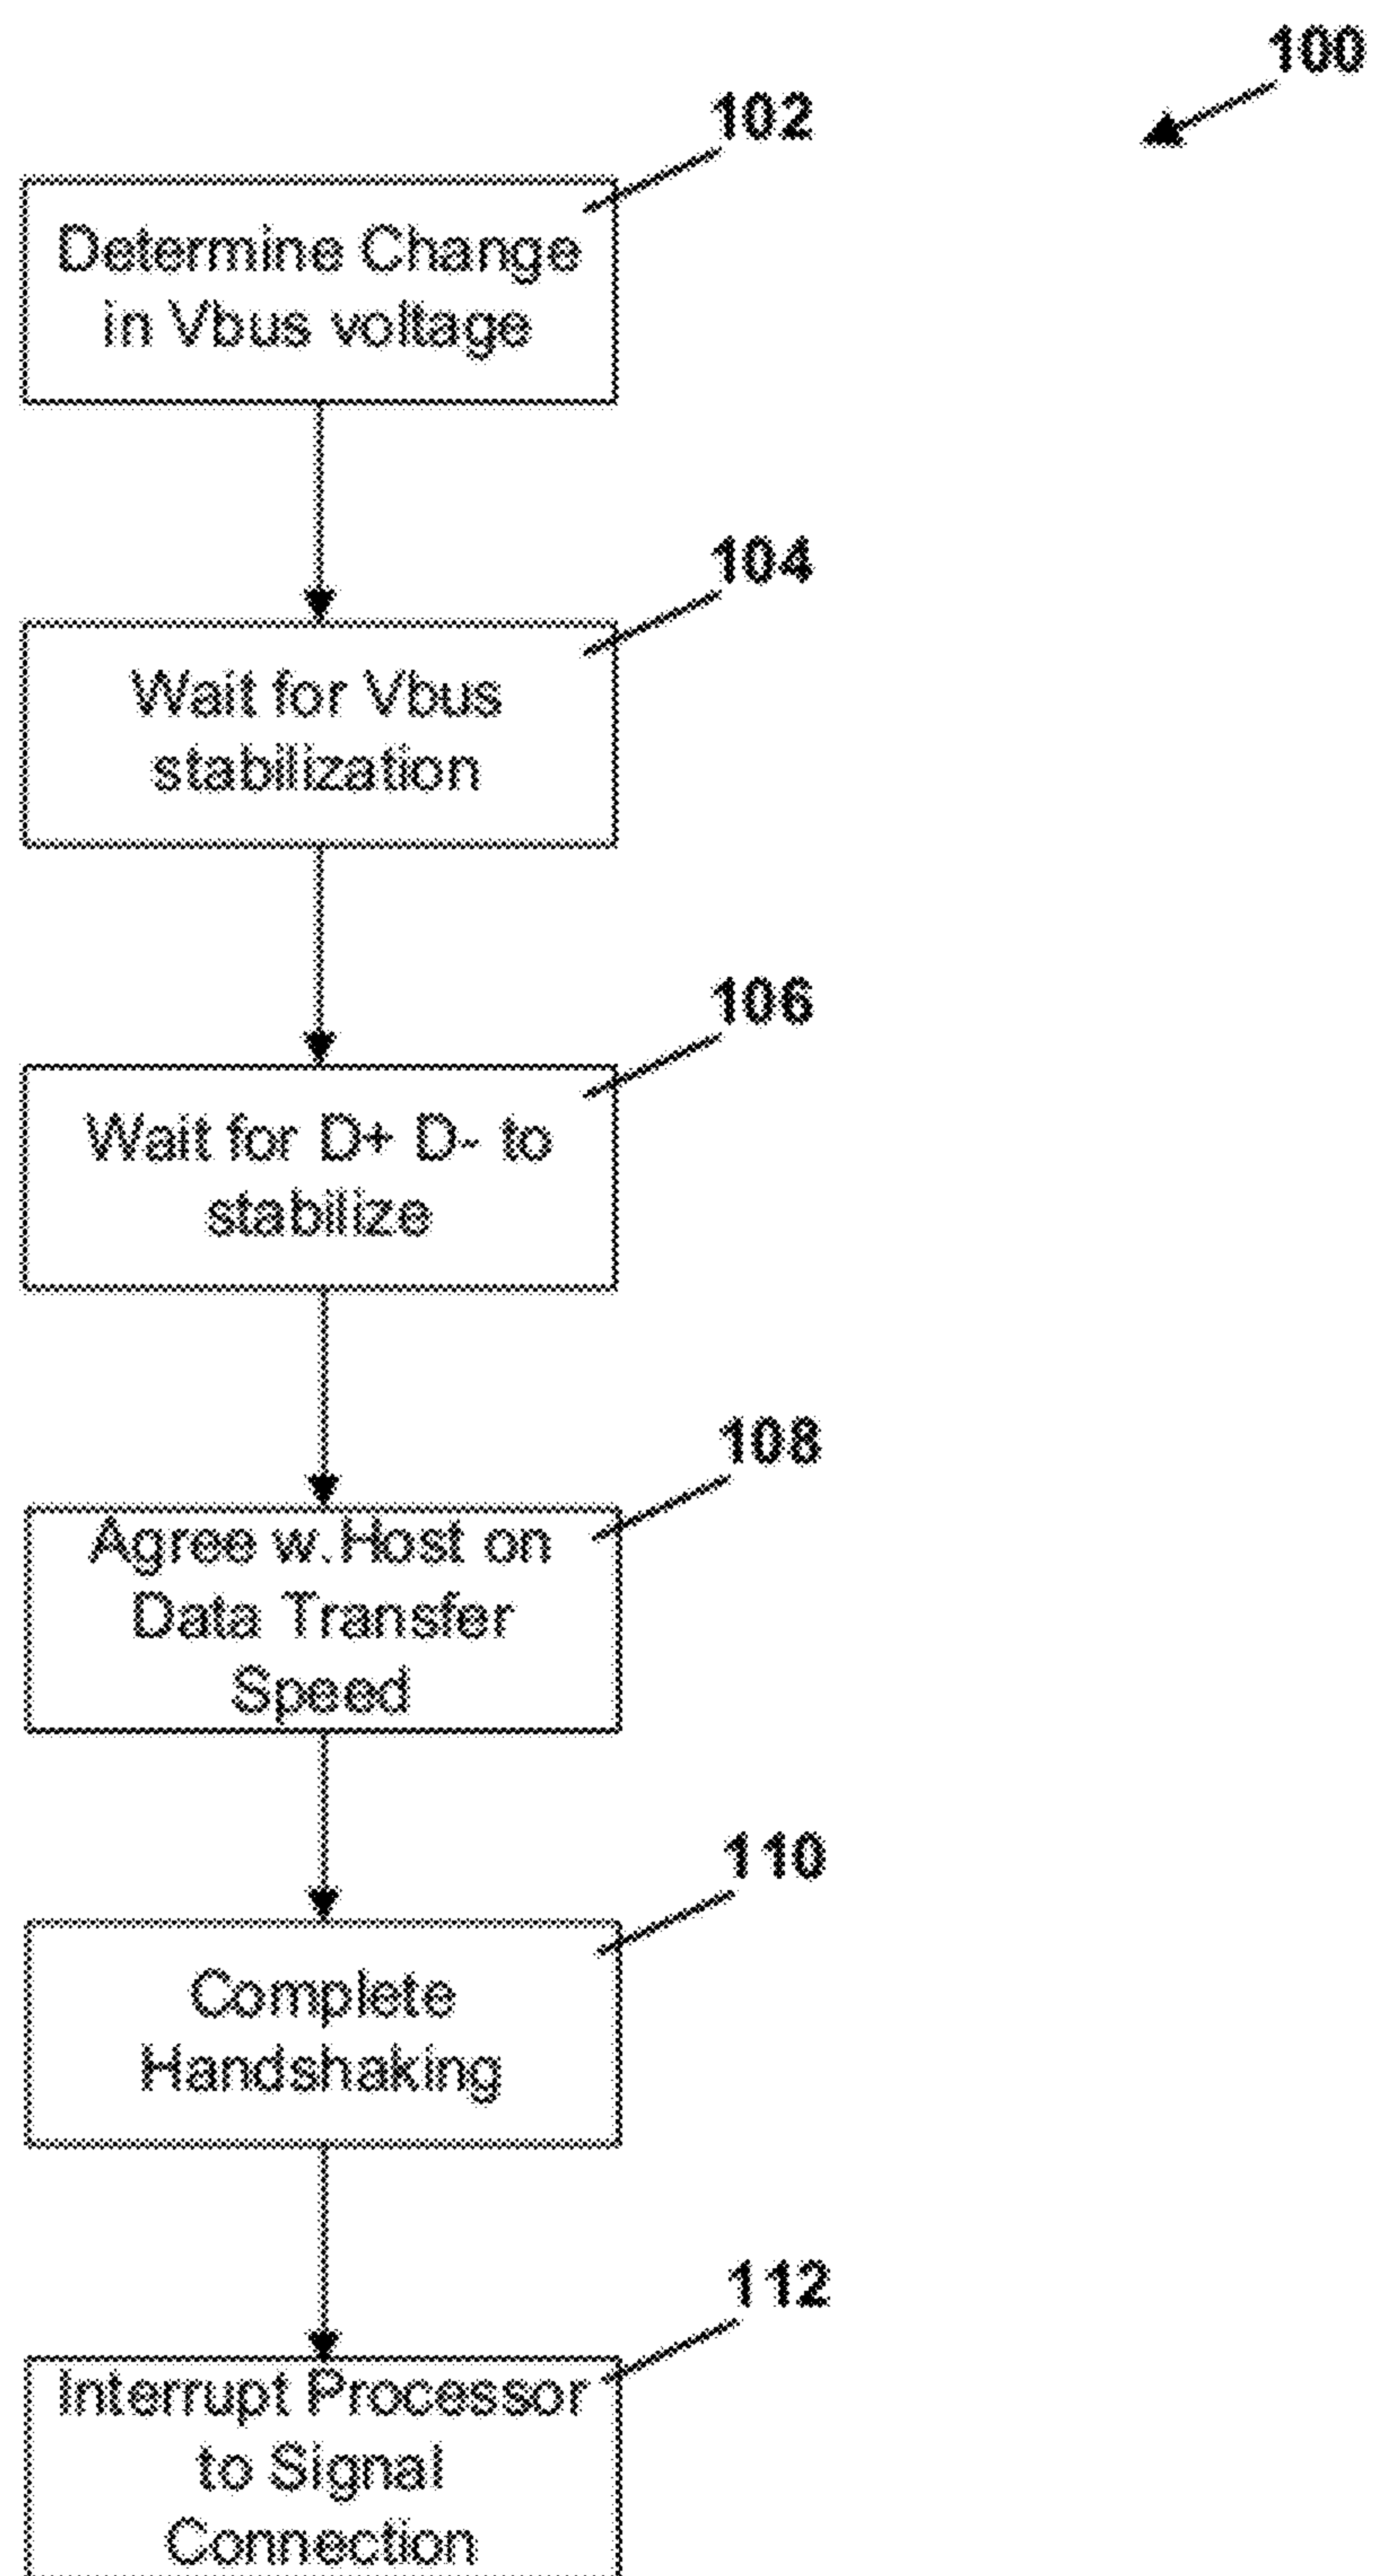 100
102
Determine Change
in Vbus voltage
104
Wait for Vbus
stabilization
106
Wait for D+ D- to
stabilize
108
Agree w. Host on
Data Transfer
Speed
110
Complete
Handshaking
112
Interrupt Processor
to Signal
Connection